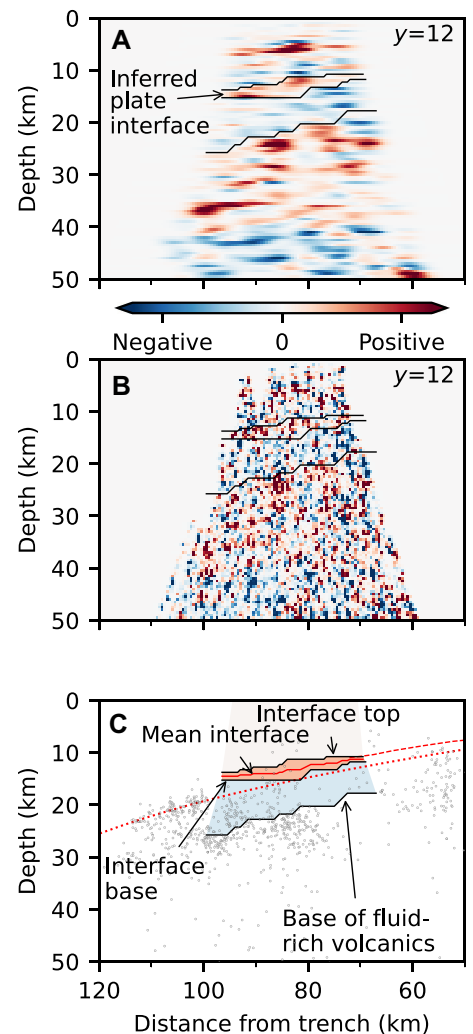 A
y=12
0
10
20
30
40
50
Depth (km)
Inferred
plate
interface
Negative
0
Positive
B
y=12
0
10
20
30
40
50
Depth (km)
C
0
10
20
30
40
50
Depth (km)
Interface top
Mean interface
Interface
base
Base of fluid-
rich volcanics
120
100
80
60
Distance from trench (km)